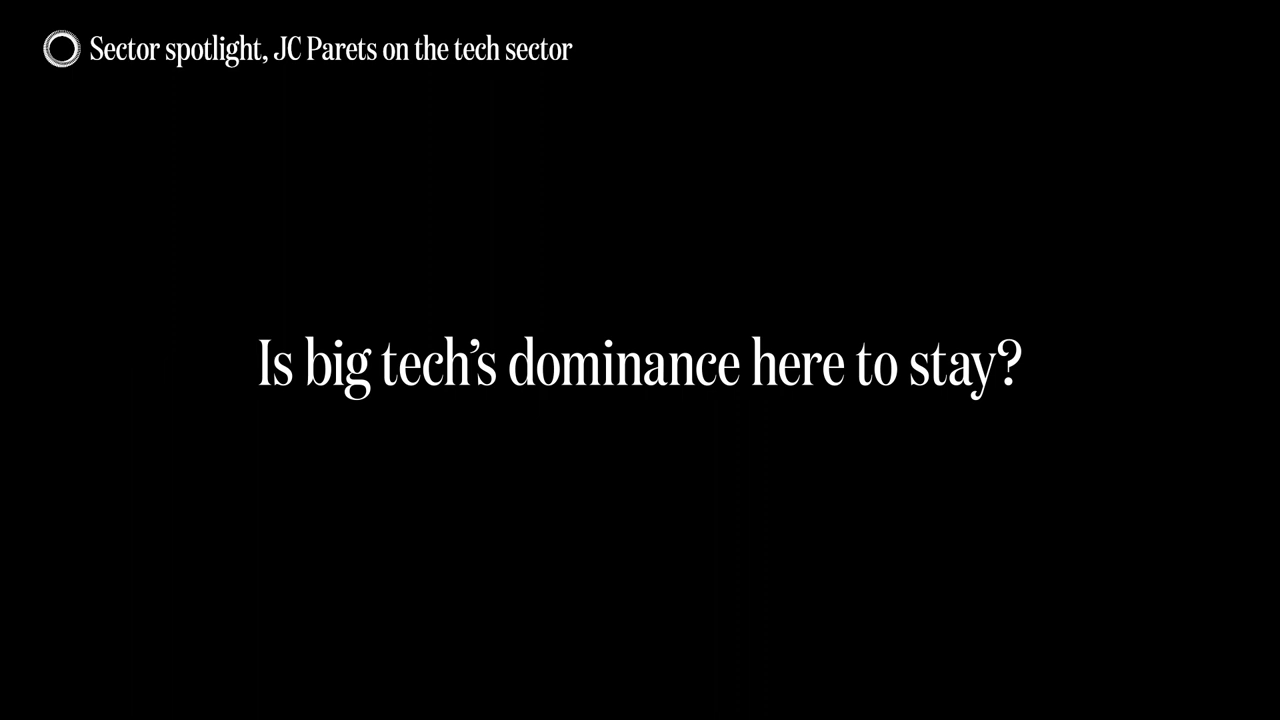 Sector spotlight, JC Parets on the tech sector
Is big tech’s dominance here to stay?